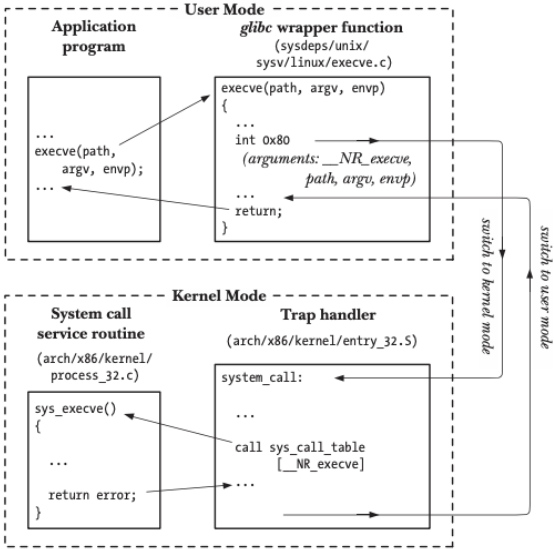 User Mode
Application
program
glibc wrapper function
(sysdeps/unix/
sysv/linux/execve.c)
...
execve(path,
argv, envp);
...
execve(path, argv, envp)
{
...
int 0x80
(arguments: __NR_execve,
path, argv, envp)
...
return;
}
switch to kernel mode
switch to user mode
Kernel Mode
System call
service routine
(arch/x86/kernel/
process_32.c)
Trap handler
(arch/x86/kernel/entry_32.S)
sys_execve()
{
...
return error;
}
system_call:
...
call sys_call_table
[__NR_execve]
...